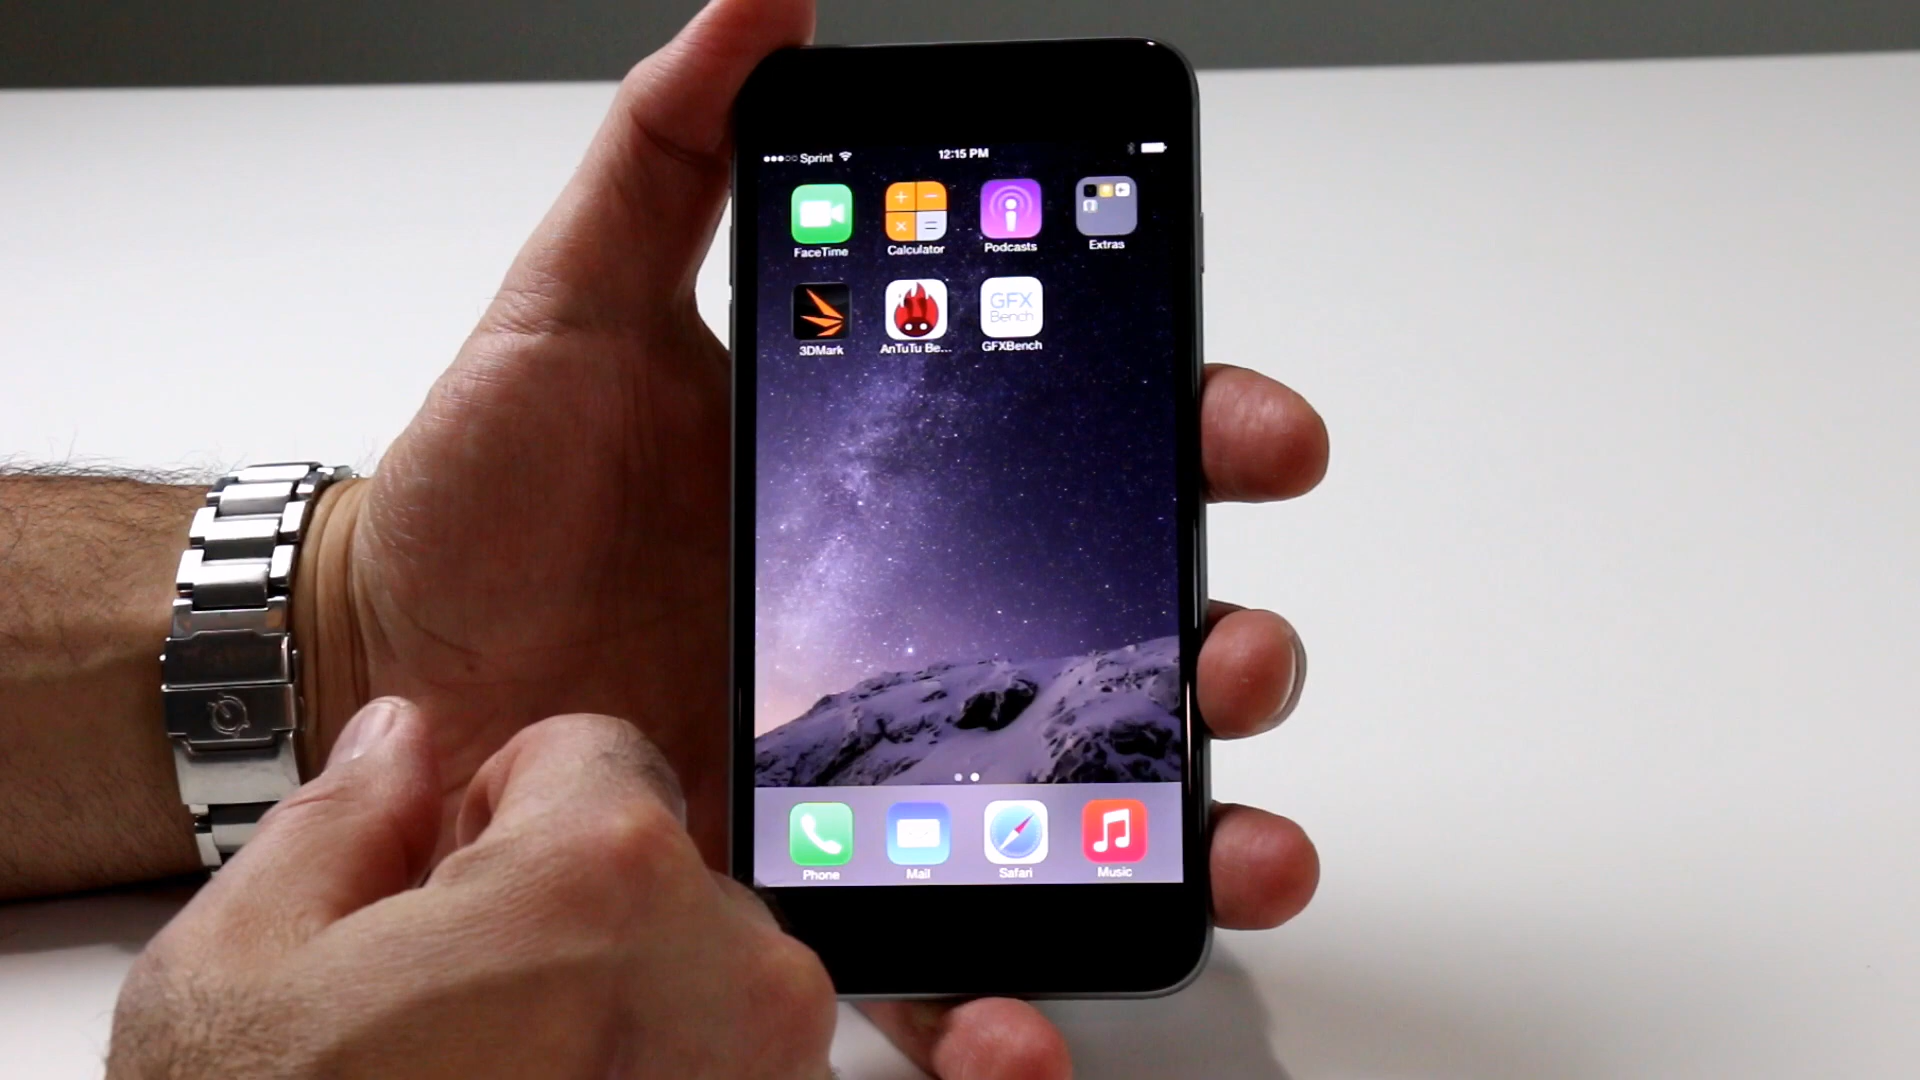 Sprint 12:15 PM
FaceTime Calculator Podcasts Extras
GFX
Bench
3DMark AnTuTu Be... GFXBench
Phone Mail Safari Music